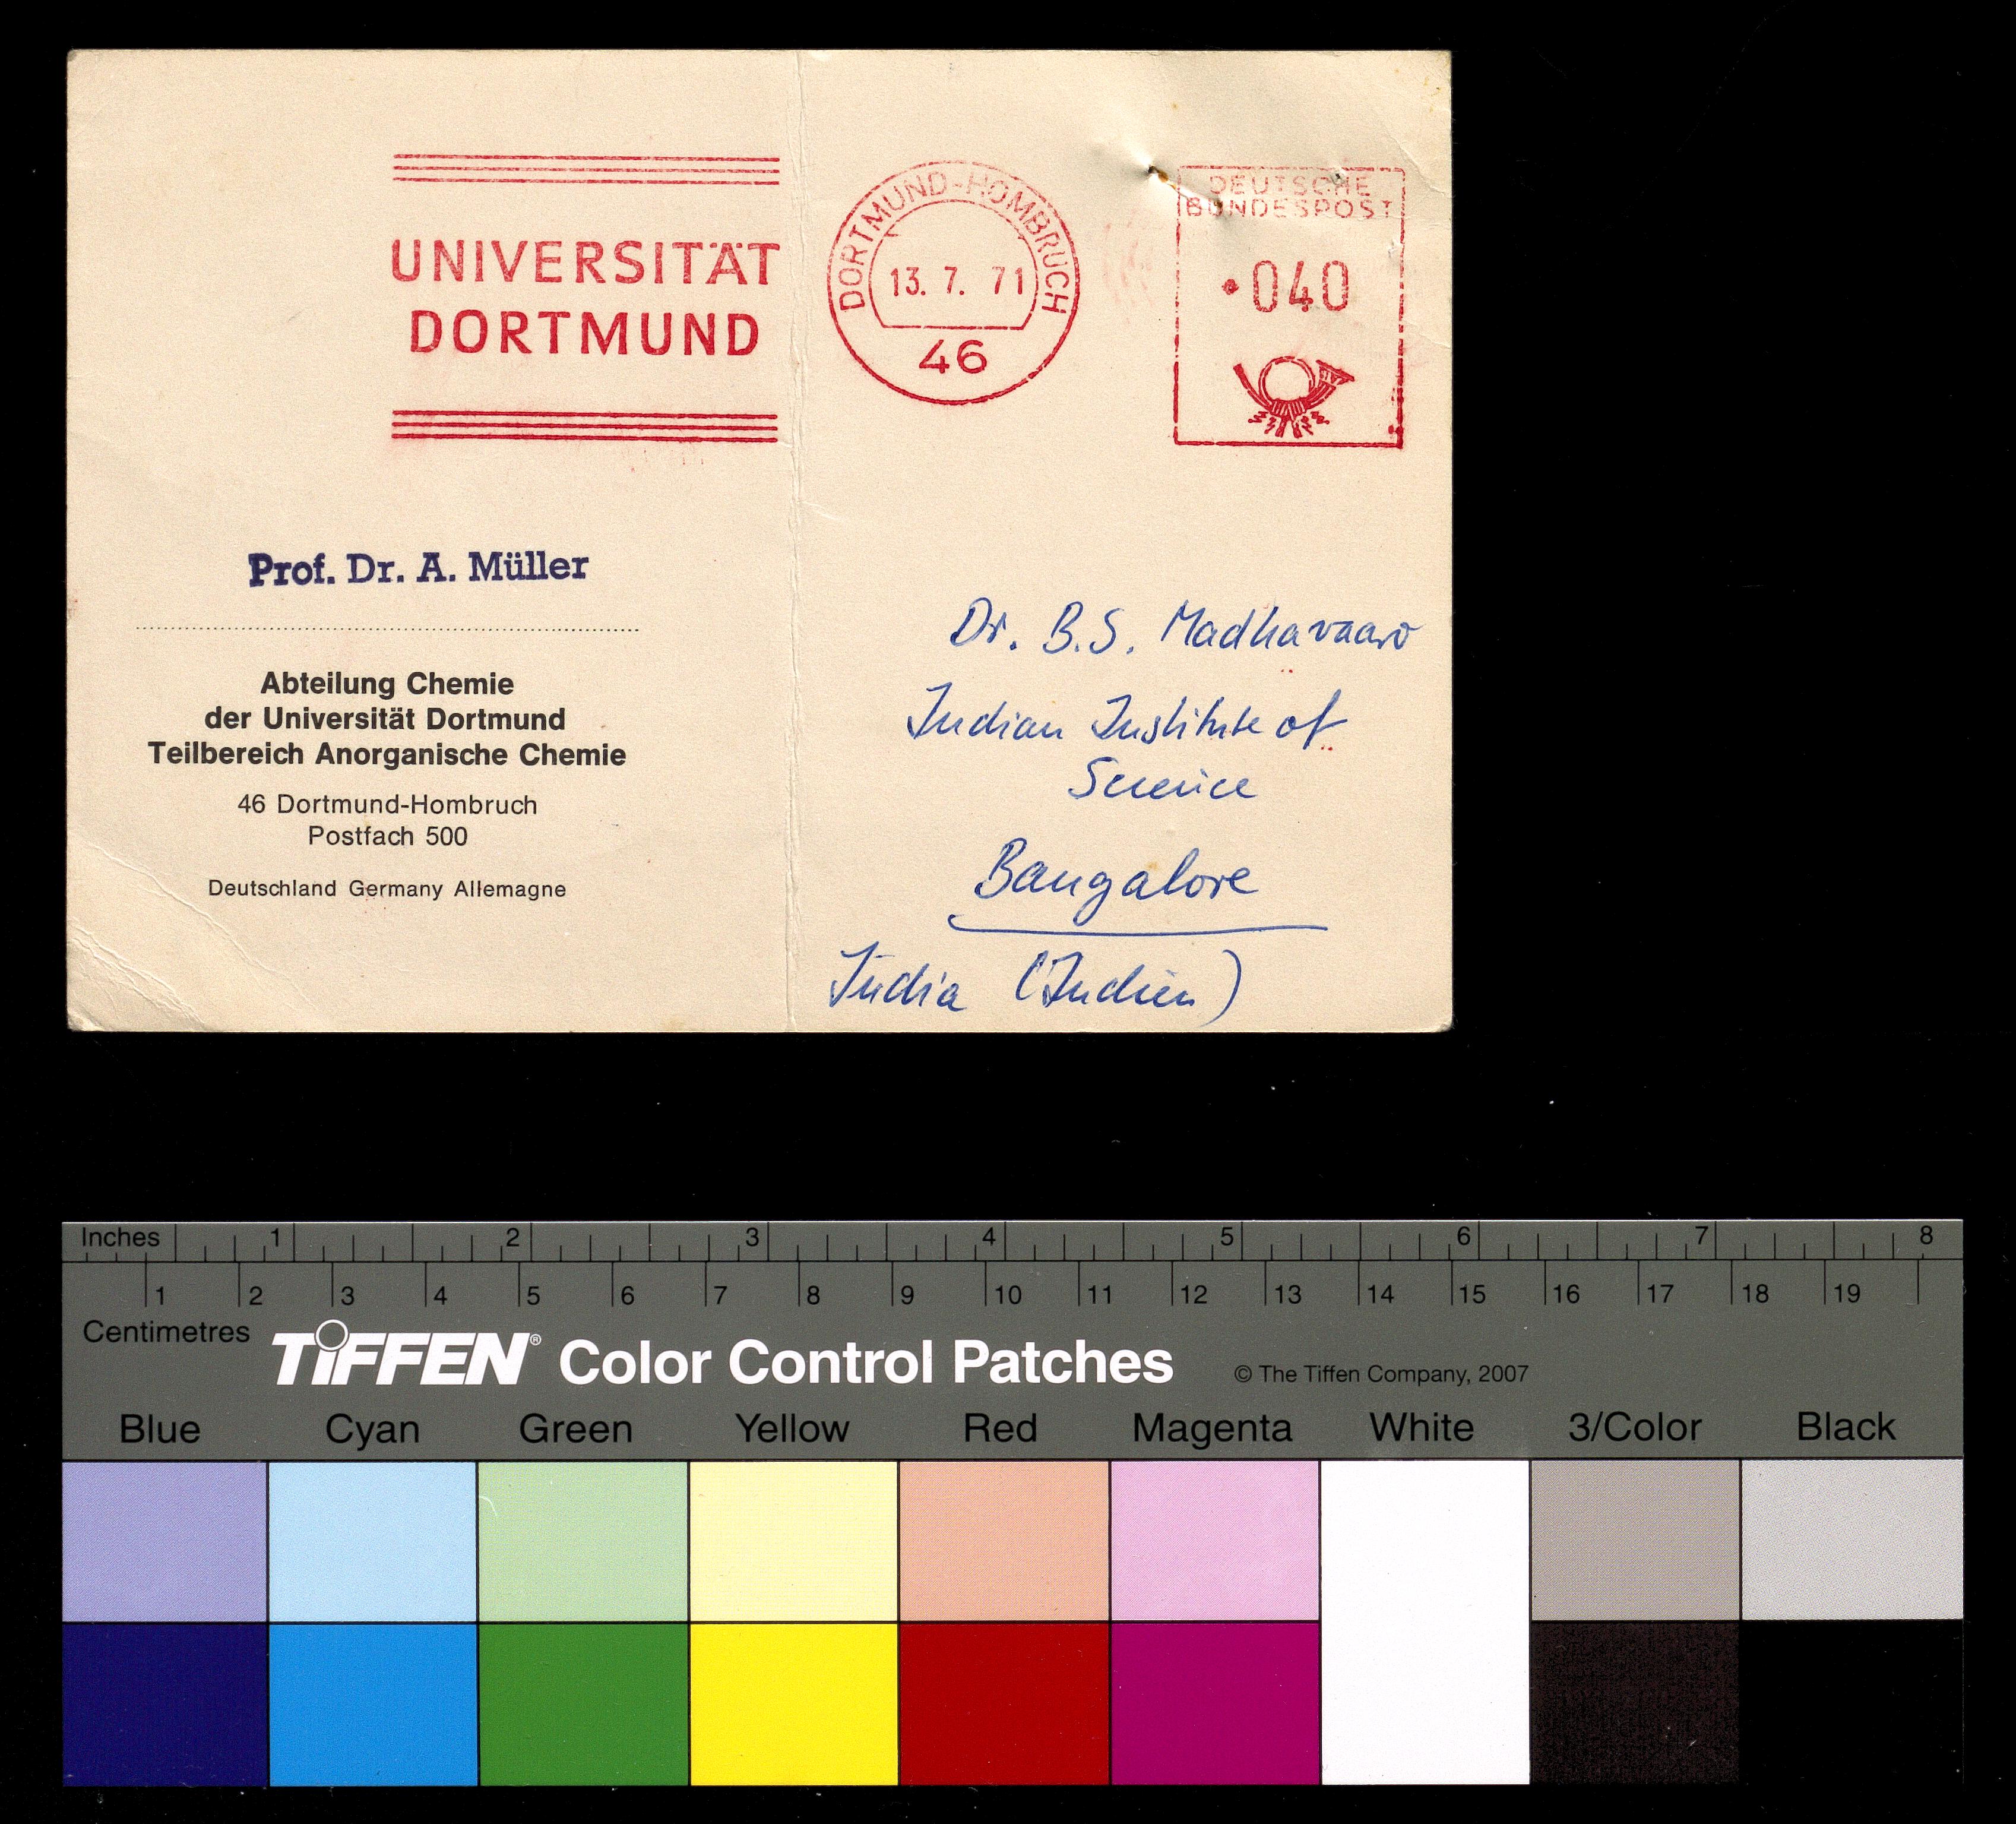 UNIVERSITÄT
DORTMUND
DORTMUND-HOMBRUCH
13. 7. 71
46
DEUTSCHE
BUNDESPOST
040
Prof. Dr. A. Müller
Abteilung Chemie
der Universität Dortmund
Teilbereich Anorganische Chemie
46 Dortmund-Hombruch
Postfach 500
Deutschland Germany Allemagne
Dr. B.S. Madhavaaro
Indian Institute of
Science
Bangalore
India (Indien)
Inches 1 2 3 4 5 6 7 8
1 2 3 4 5 6 7 8 9 10 11 12 13 14 15 16 17 18 19
Centimetres
TIFFEN® Color Control Patches © The Tiffen Company, 2007
Blue Cyan Green Yellow Red Magenta White 3/Color Black